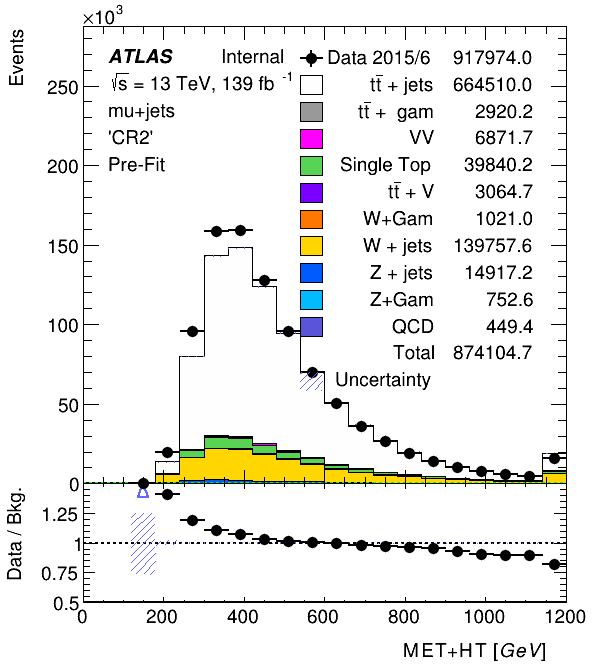 ×10³
Events
ATLAS Internal
√s = 13 TeV, 139 fb⁻¹
mu+jets
'CR2'
Pre-Fit
Data 2015/6 917974.0
tt̄ + jets 664510.0
tt̄ + gam 2920.2
VV 6871.7
Single Top 39840.2
tt̄ + V 3064.7
W+Gam 1021.0
W + jets 139757.6
Z + jets 14917.2
Z+Gam 752.6
QCD 449.4
Total 874104.7
Uncertainty
250
200
150
100
50
0
Data / Bkg.
1.25
1
0.75
0.5
0 200 400 600 800 1000 1200
MET+HT [GeV]